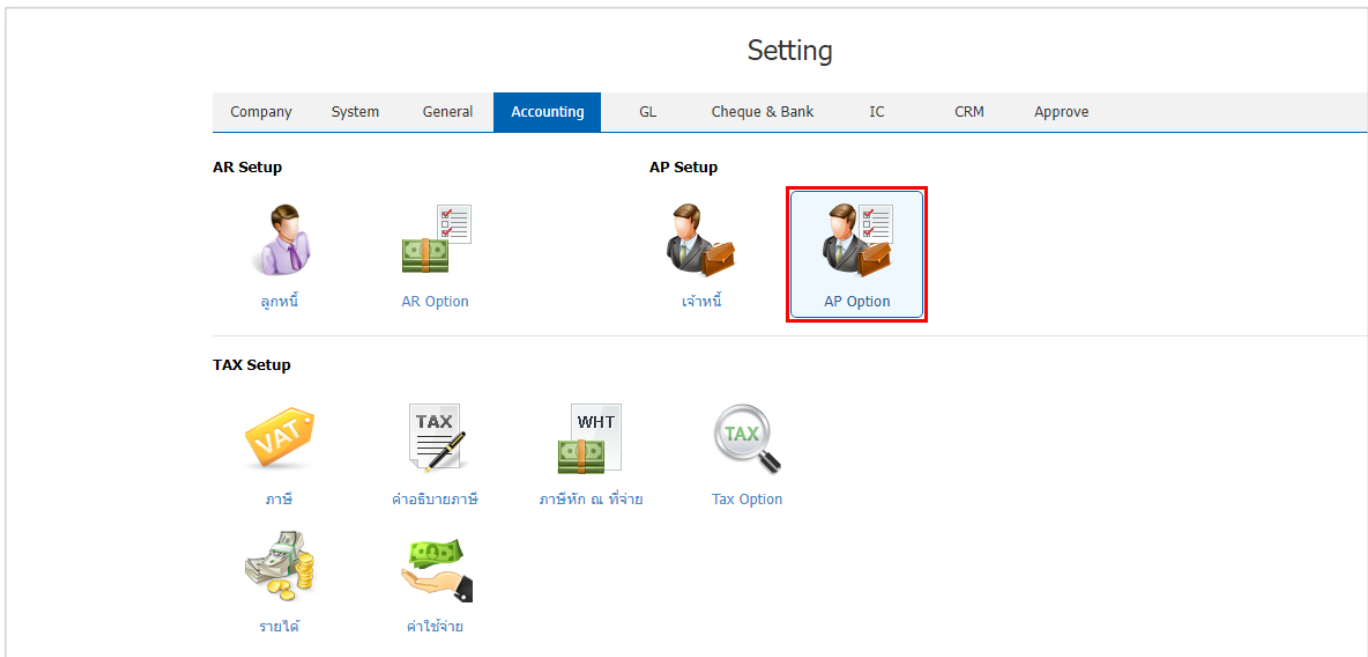 Setting
Company System General Accounting GL Cheque & Bank IC CRM Approve
AR Setup AP Setup
ลูกหนี้ AR Option เจ้าหนี้ AP Option
TAX Setup
VAT TAX WHT TAX
ภาษี คำอธิบายภาษี ภาษีหัก ณ ที่จ่าย Tax Option
รายได้ ค่าใช้จ่าย